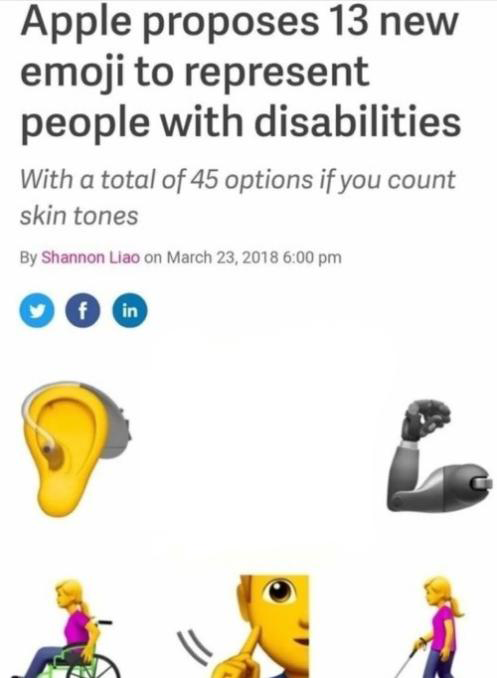 Apple proposes 13 new
emoji to represent
people with disabilities
With a total of 45 options if you count
skin tones
By Shannon Liao on March 23, 2018 6:00 pm
f
in